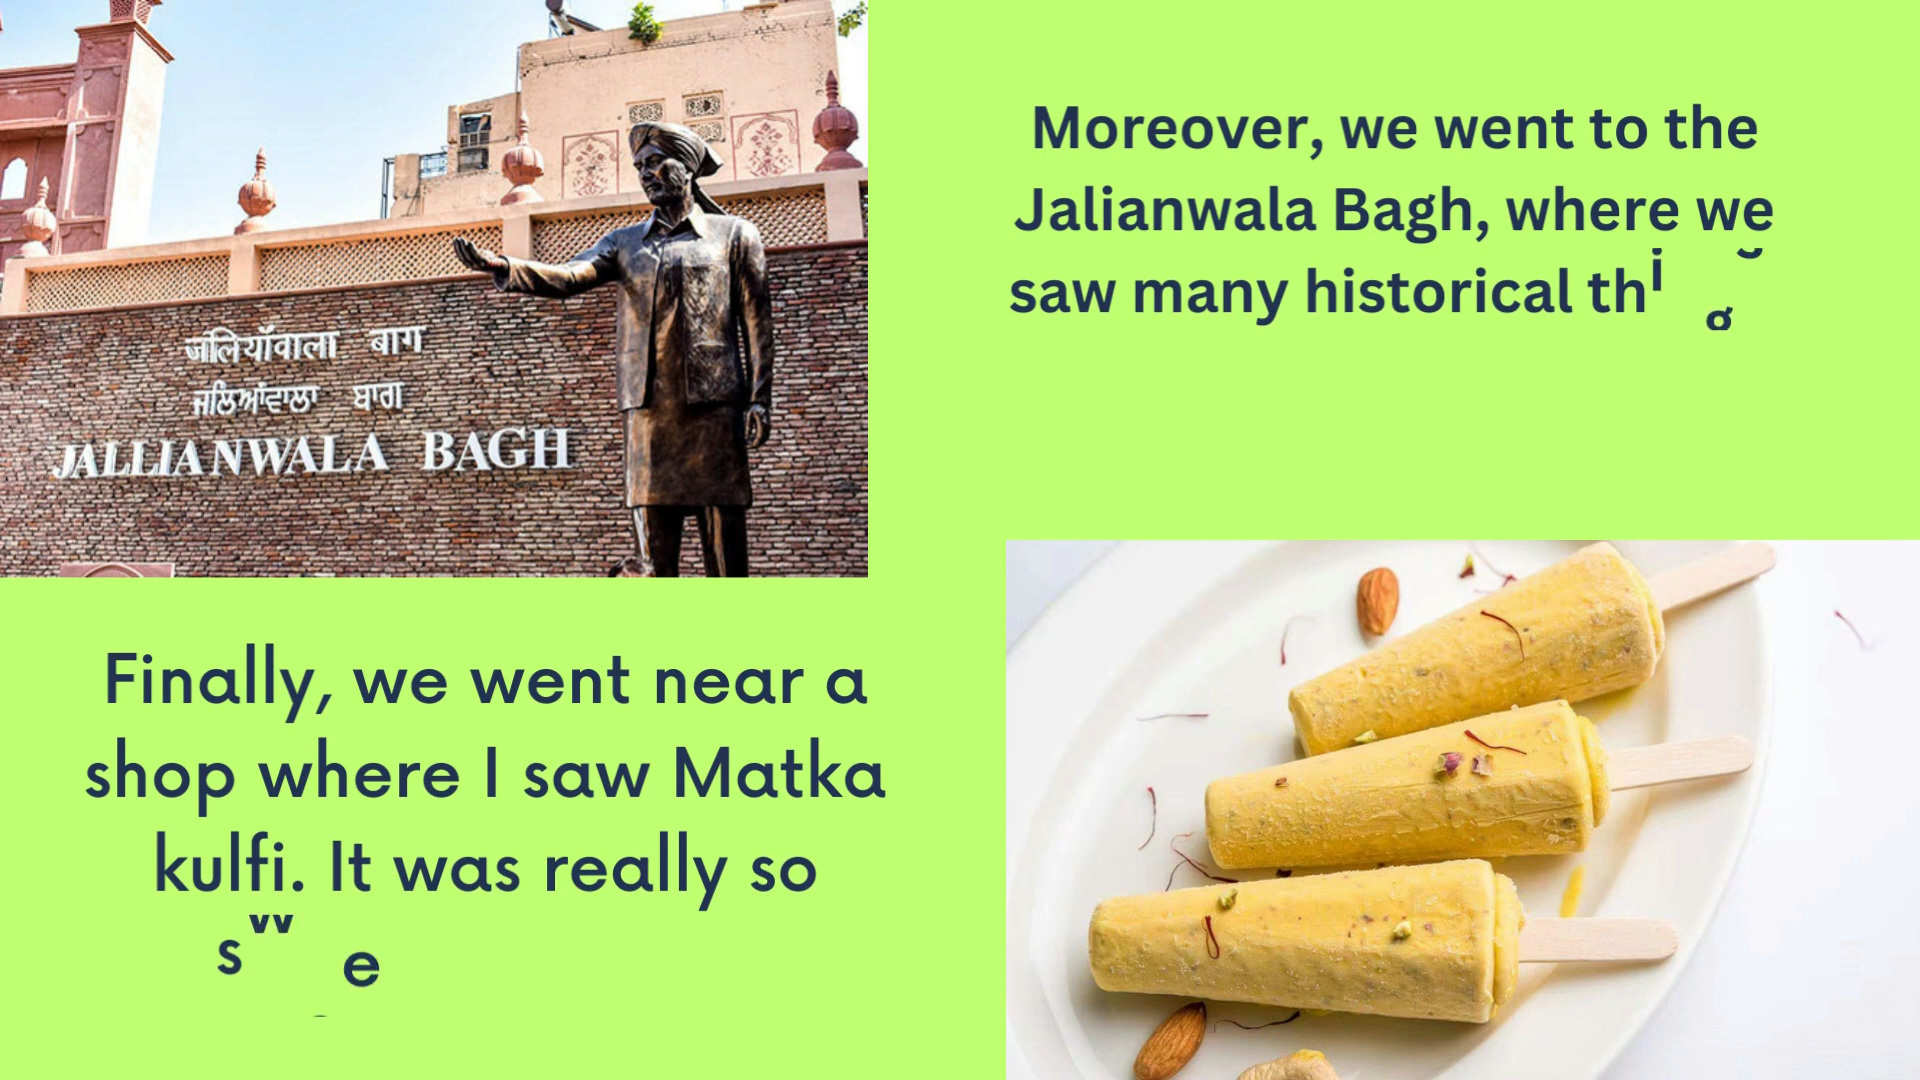 जलियाँवाला बाग
ਜਲਿਆਂਵਾਲਾ ਬਾਗ
JALLIANWALA BAGH
Moreover, we went to the
Jalianwala Bagh, where we
saw many historical
Finally, we went near a
shop where I saw Matka
kulfi. It was really so